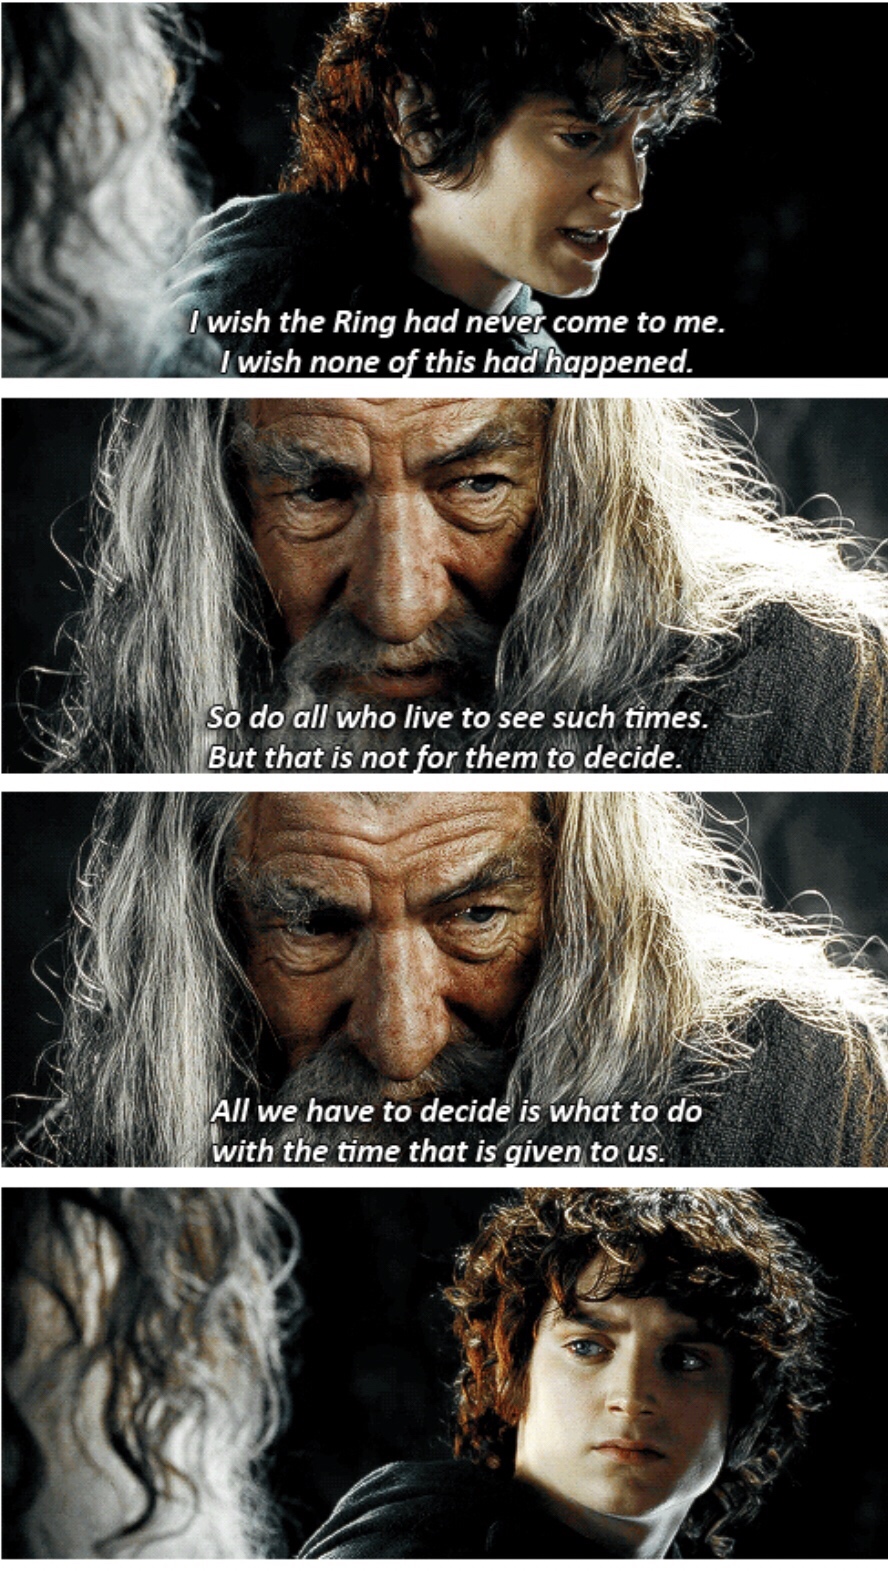 I wish the Ring had never come to me.
I wish none of this had happened.
So do all who live to see such times.
But that is not for them to decide.
All we have to decide is what to do
with the time that is given to us.